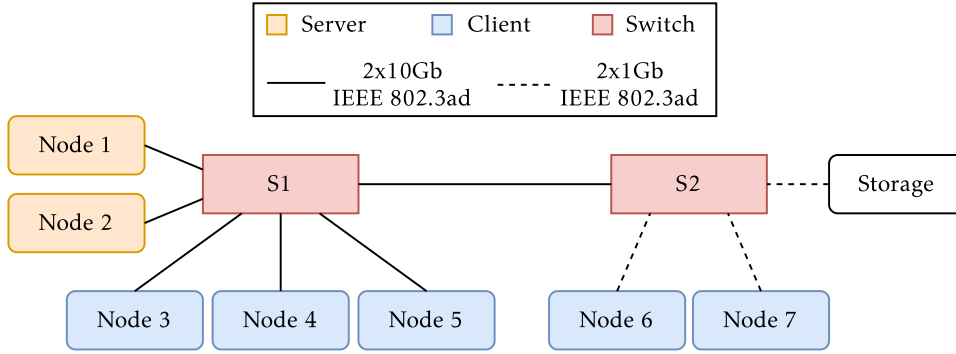 Server Client Switch
2x10Gb 2x1Gb
IEEE 802.3ad IEEE 802.3ad
Node 1
S1 S2 Storage
Node 2
Node 3 Node 4 Node 5 Node 6 Node 7